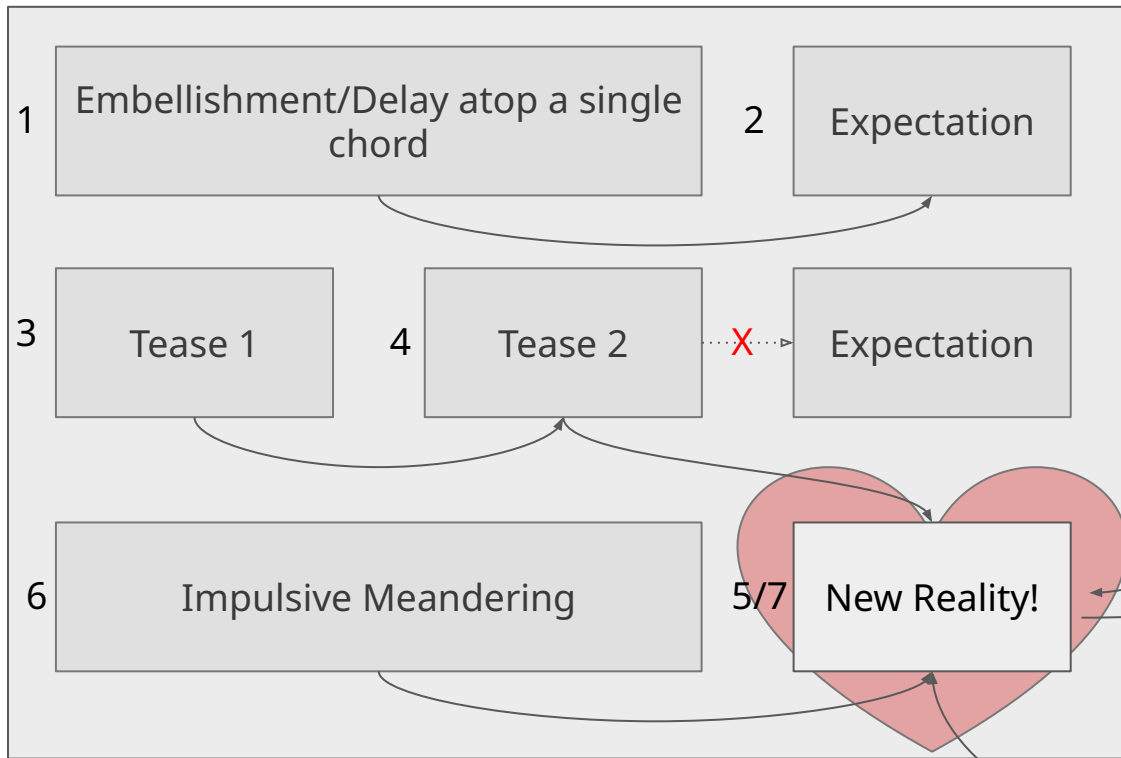 1
Embellishment/Delay atop a single
chord
2
Expectation
3
Tease 1
4
Tease 2
X
Expectation
6
Impulsive Meandering
5/7
New Reality!